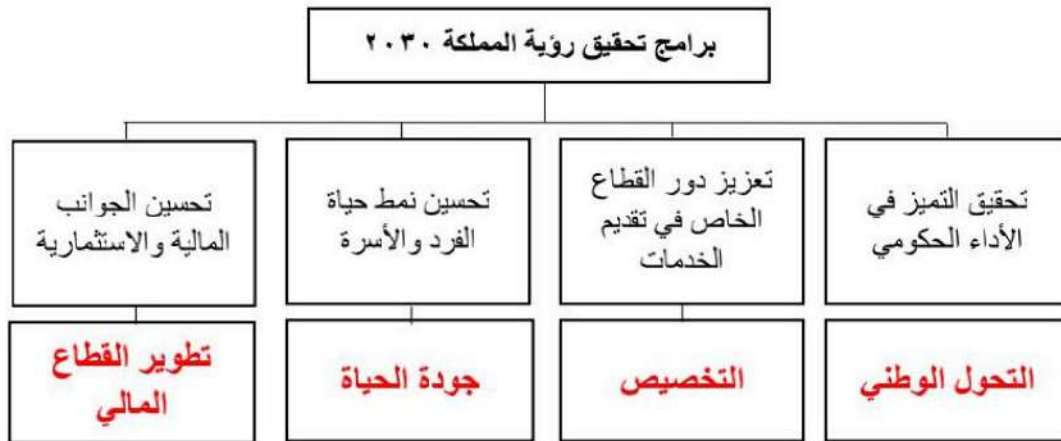 برامج تحقيق رؤية المملكة ٢٠٣٠
تحقيق التميز في
الأداء الحكومي
تعزيز دور القطاع
الخاص في تقديم
الخدمات
تحسين نمط حياة
الفرد والأسرة
تحسين الجوانب
المالية والاستثمارية
التحول الوطني
التخصيص
جودة الحياة
تطوير القطاع
المالي